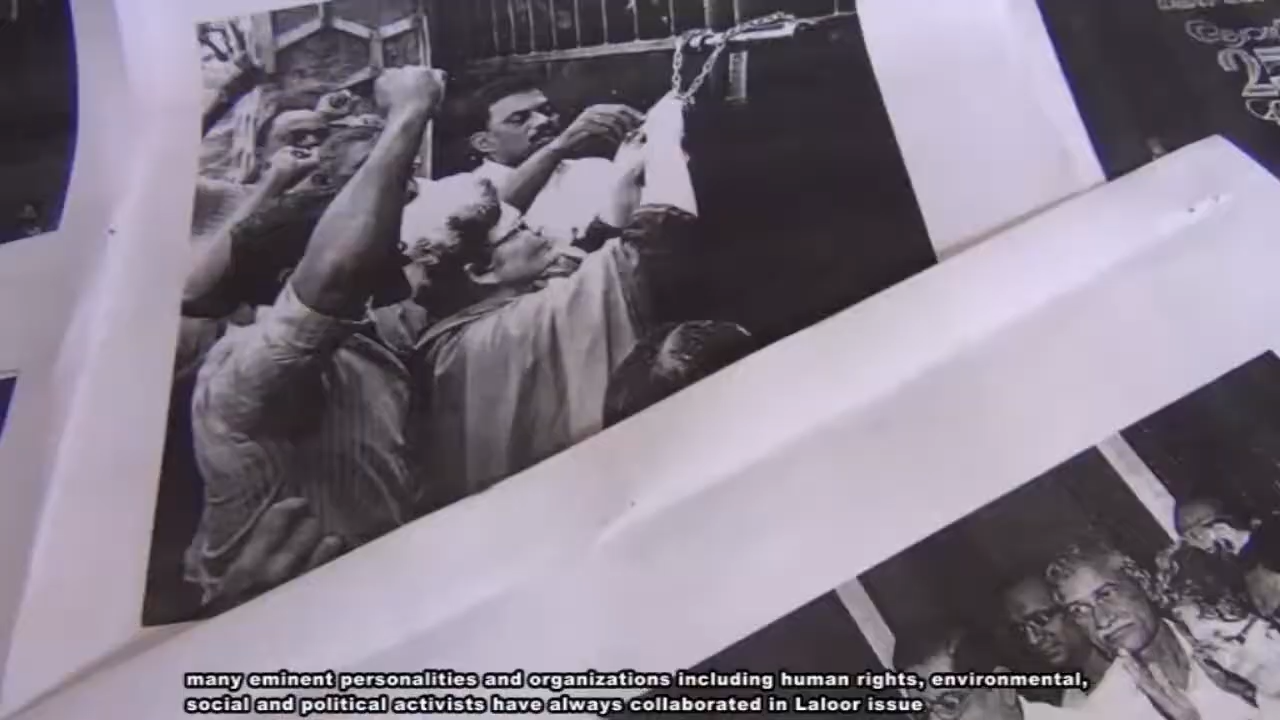 many eminent personalities and organizations including human rights, environmental,
social and political activists have always collaborated in Laloor issue